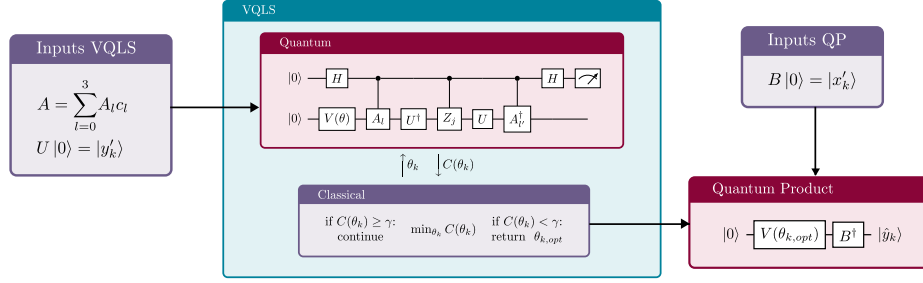 VQLS
Inputs VQLS
A = \sum_{l=0}^{3} A_l c_l
U |0⟩ = |y'_k⟩
Quantum
|0⟩ H H
|0⟩ V(θ) A_l U^† Z_j U A_{l'}^†
θ_k C(θ_k)
Classical
if C(θ_k) ≥ γ:
continue
min_{θ_k} C(θ_k)
if C(θ_k) < γ:
return θ_{k,opt}
Inputs QP
B |0⟩ = |x'_k⟩
Quantum Product
|0⟩ V(θ_{k,opt}) B^† |ŷ_k⟩